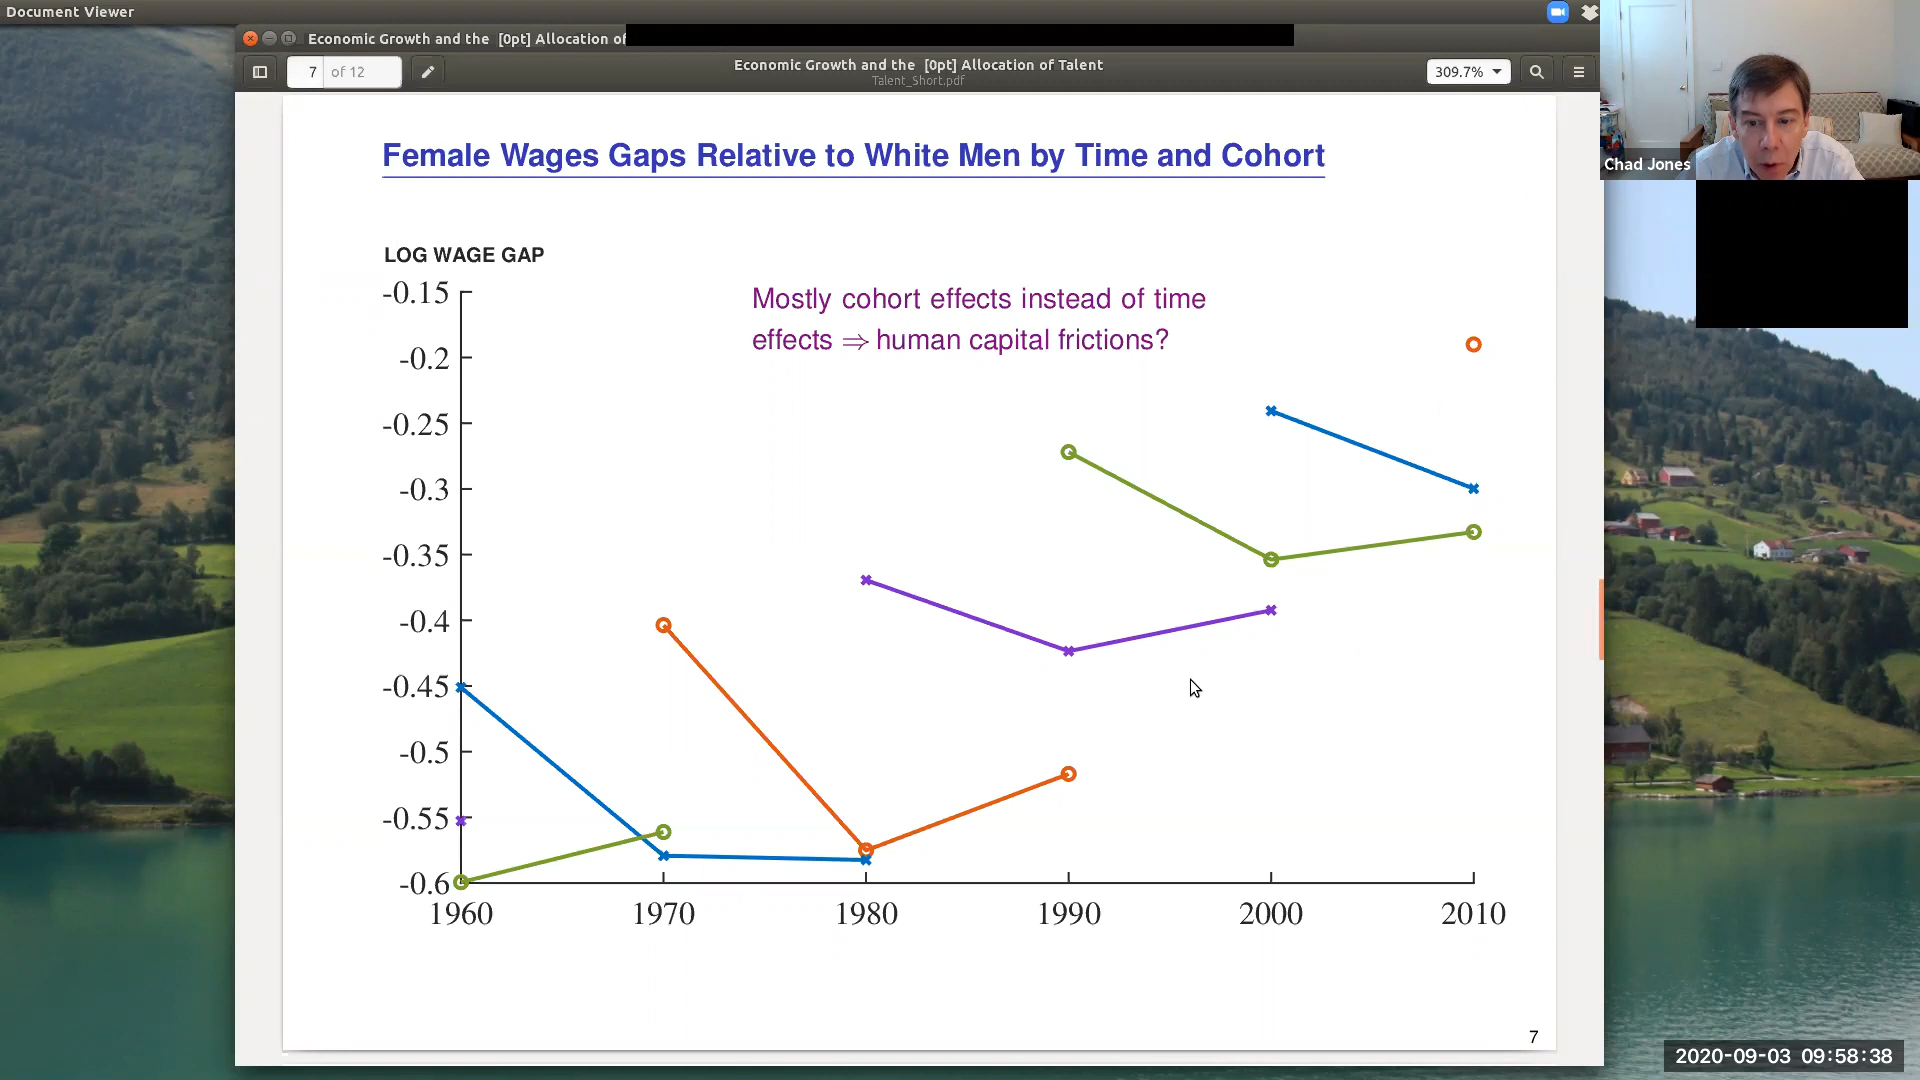 Document Viewer
Economic Growth and the [0pt] Allocation of
7 of 12
Economic Growth and the [0pt] Allocation of Talent
Talent_Short.pdf
309.7%
Chad Jones
Female Wages Gaps Relative to White Men by Time and Cohort
LOG WAGE GAP
Mostly cohort effects instead of time
effects ⇒ human capital frictions?
-0.15
-0.2
-0.25
-0.3
-0.35
-0.4
-0.45
-0.5
-0.55
-0.6
1960 1970 1980 1990 2000 2010
7
2020-09-03 09:58:38